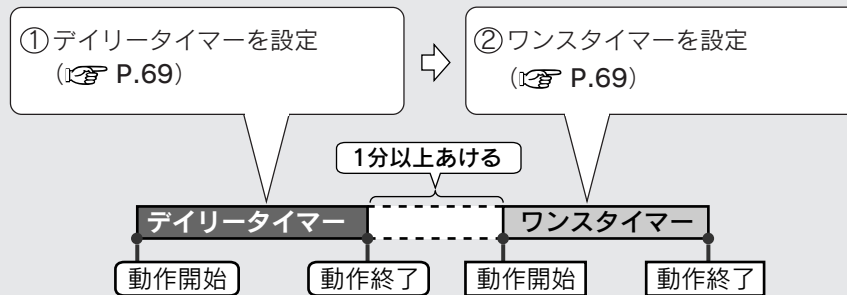 ①デイリータイマーを設定
(☞ P.69)
②ワンスタイマーを設定
(☞ P.69)
1分以上あける
デイリータイマー
ワンスタイマー
動作開始
動作終了
動作開始
動作終了